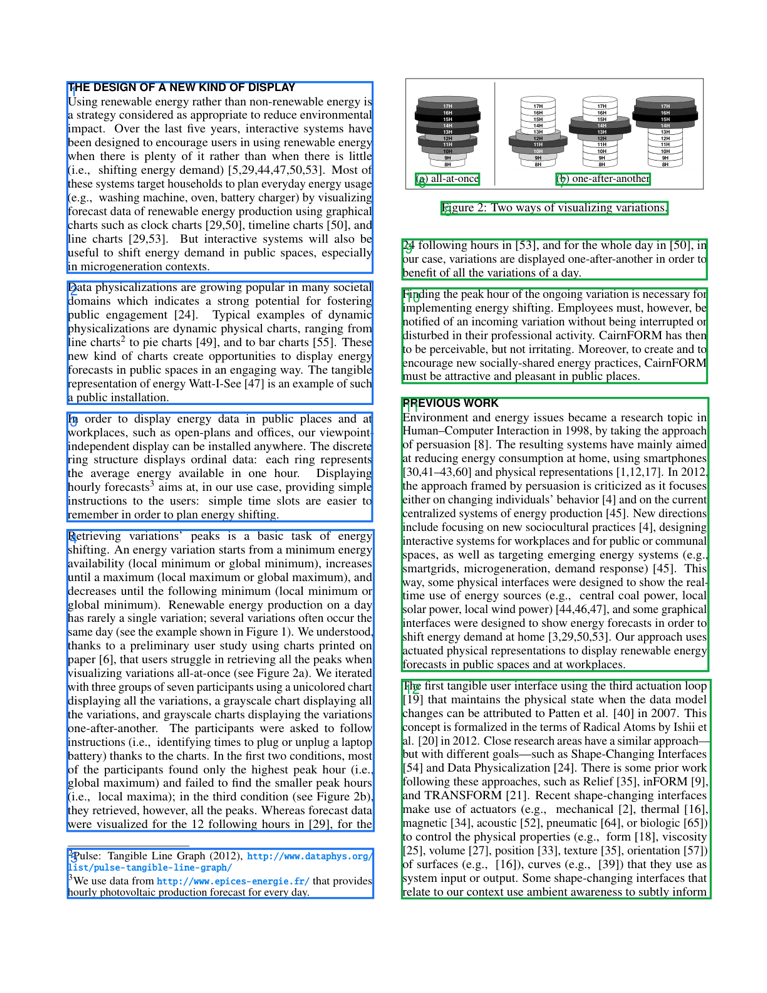 THE DESIGN OF A NEW KIND OF DISPLAY
Using renewable energy rather than non-renewable energy is
a strategy considered as appropriate to reduce environmental
impact. Over the last five years, interactive systems have
been designed to encourage users in using renewable energy
when there is plenty of it rather than when there is little
(i.e., shifting energy demand) [5,29,44,47,50,53]. Most of
these systems target households to plan everyday energy usage
(e.g., washing machine, oven, battery charger) by visualizing
forecast data of renewable energy production using graphical
charts such as clock charts [29,50], timeline charts [50], and
line charts [29,53]. But interactive systems will also be
useful to shift energy demand in public spaces, especially
in microgeneration contexts.
Data physicalizations are growing popular in many societal
domains which indicates a strong potential for fostering
public engagement [24]. Typical examples of dynamic
physicalizations are dynamic physical charts, ranging from
line charts2 to pie charts [49], and to bar charts [55]. These
new kind of charts create opportunities to display energy
forecasts in public spaces in an engaging way. The tangible
representation of energy Watt-I-See [47] is an example of such
a public installation.
In order to display energy data in public places and at
workplaces, such as open-plans and offices, our viewpoint-
independent display can be installed anywhere. The discrete
ring structure displays ordinal data: each ring represents
the average energy available in one hour. Displaying
hourly forecasts3 aims at, in our use case, providing simple
instructions to the users: simple time slots are easier to
remember in order to plan energy shifting.
Retrieving variations' peaks is a basic task of energy
shifting. An energy variation starts from a minimum energy
availability (local minimum or global minimum), increases
until a maximum (local maximum or global maximum), and
decreases until the following minimum (local minimum or
global minimum). Renewable energy production on a day
has rarely a single variation; several variations often occur the
same day (see the example shown in Figure 1). We understood,
thanks to a preliminary user study using charts printed on
paper [6], that users struggle in retrieving all the peaks when
visualizing variations all-at-once (see Figure 2a). We iterated
with three groups of seven participants using a unicolored chart
displaying all the variations, a grayscale chart displaying all
the variations, and grayscale charts displaying the variations
one-after-another. The participants were asked to follow
instructions (i.e., identifying times to plug or unplug a laptop
battery) thanks to the charts. In the first two conditions, most
of the participants found only the highest peak hour (i.e.,
global maximum) and failed to find the smaller peak hours
(i.e., local maxima); in the third condition (see Figure 2b),
they retrieved, however, all the peaks. Whereas forecast data
were visualized for the 12 following hours in [29], for the
2Pulse: Tangible Line Graph (2012), http://www.dataphys.org/
list/pulse-tangible-line-graph/
3We use data from http://www.epices-energie.fr/ that provides
hourly photovoltaic production forecast for every day.
17H 17H 17H 17H
16H 16H 16H 16H
15H 15H 15H 15H
14H 14H 14H 14H
13H 13H 13H 13H
12H 12H 12H 12H
11H 11H 11H 11H
10H 10H 10H 10H
9H 9H 9H 9H
8H 8H 8H 8H
(a) all-at-once (b) one-after-another
Figure 2: Two ways of visualizing variations.
24 following hours in [53], and for the whole day in [50], in
our case, variations are displayed one-after-another in order to
benefit of all the variations of a day.
Finding the peak hour of the ongoing variation is necessary for
implementing energy shifting. Employees must, however, be
notified of an incoming variation without being interrupted or
disturbed in their professional activity. CairnFORM has then
to be perceivable, but not irritating. Moreover, to create and to
encourage new socially-shared energy practices, CairnFORM
must be attractive and pleasant in public places.
PREVIOUS WORK
Environment and energy issues became a research topic in
Human–Computer Interaction in 1998, by taking the approach
of persuasion [8]. The resulting systems have mainly aimed
at reducing energy consumption at home, using smartphones
[30,41–43,60] and physical representations [1,12,17]. In 2012,
the approach framed by persuasion is criticized as it focuses
either on changing individuals' behavior [4] and on the current
centralized systems of energy production [45]. New directions
include focusing on new sociocultural practices [4], designing
interactive systems for workplaces and for public or communal
spaces, as well as targeting emerging energy systems (e.g.,
smartgrids, microgeneration, demand response) [45]. This
way, some physical interfaces were designed to show the real-
time use of energy sources (e.g., central coal power, local
solar power, local wind power) [44,46,47], and some graphical
interfaces were designed to show energy forecasts in order to
shift energy demand at home [3,29,50,53]. Our approach uses
actuated physical representations to display renewable energy
forecasts in public spaces and at workplaces.
The first tangible user interface using the third actuation loop
[19] that maintains the physical state when the data model
changes can be attributed to Patten et al. [40] in 2007. This
concept is formalized in the terms of Radical Atoms by Ishii et
al. [20] in 2012. Close research areas have a similar approach—
but with different goals—such as Shape-Changing Interfaces
[54] and Data Physicalization [24]. There is some prior work
following these approaches, such as Relief [35], inFORM [9],
and TRANSFORM [21]. Recent shape-changing interfaces
make use of actuators (e.g., mechanical [2], thermal [16],
magnetic [34], acoustic [52], pneumatic [64], or biologic [65])
to control the physical properties (e.g., form [18], viscosity
[25], volume [27], position [33], texture [35], orientation [57])
of surfaces (e.g., [16]), curves (e.g., [39]) that they use as
system input or output. Some shape-changing interfaces that
relate to our context use ambient awareness to subtly inform